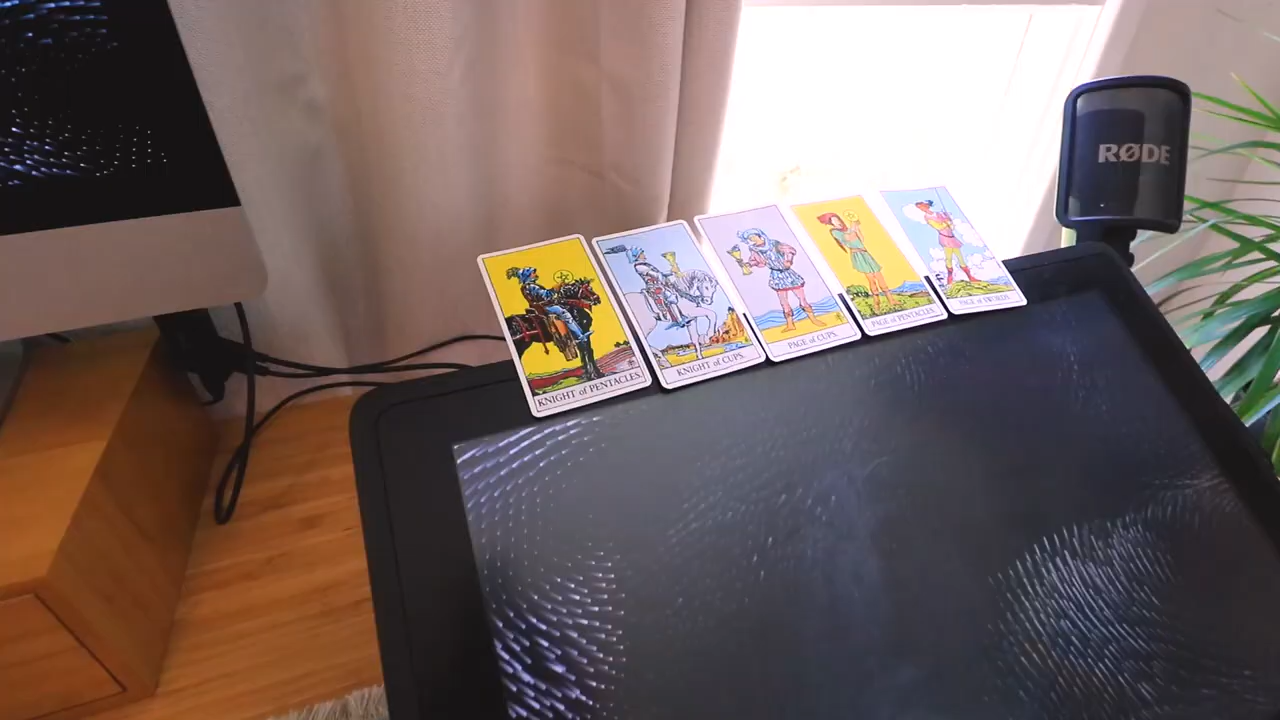 RØDE
KNIGHT of PENTACLES.
KNIGHT of CUPS.
PAGE of CUPS.
PAGE of PENTACLES.
PAGE of SWORDS.